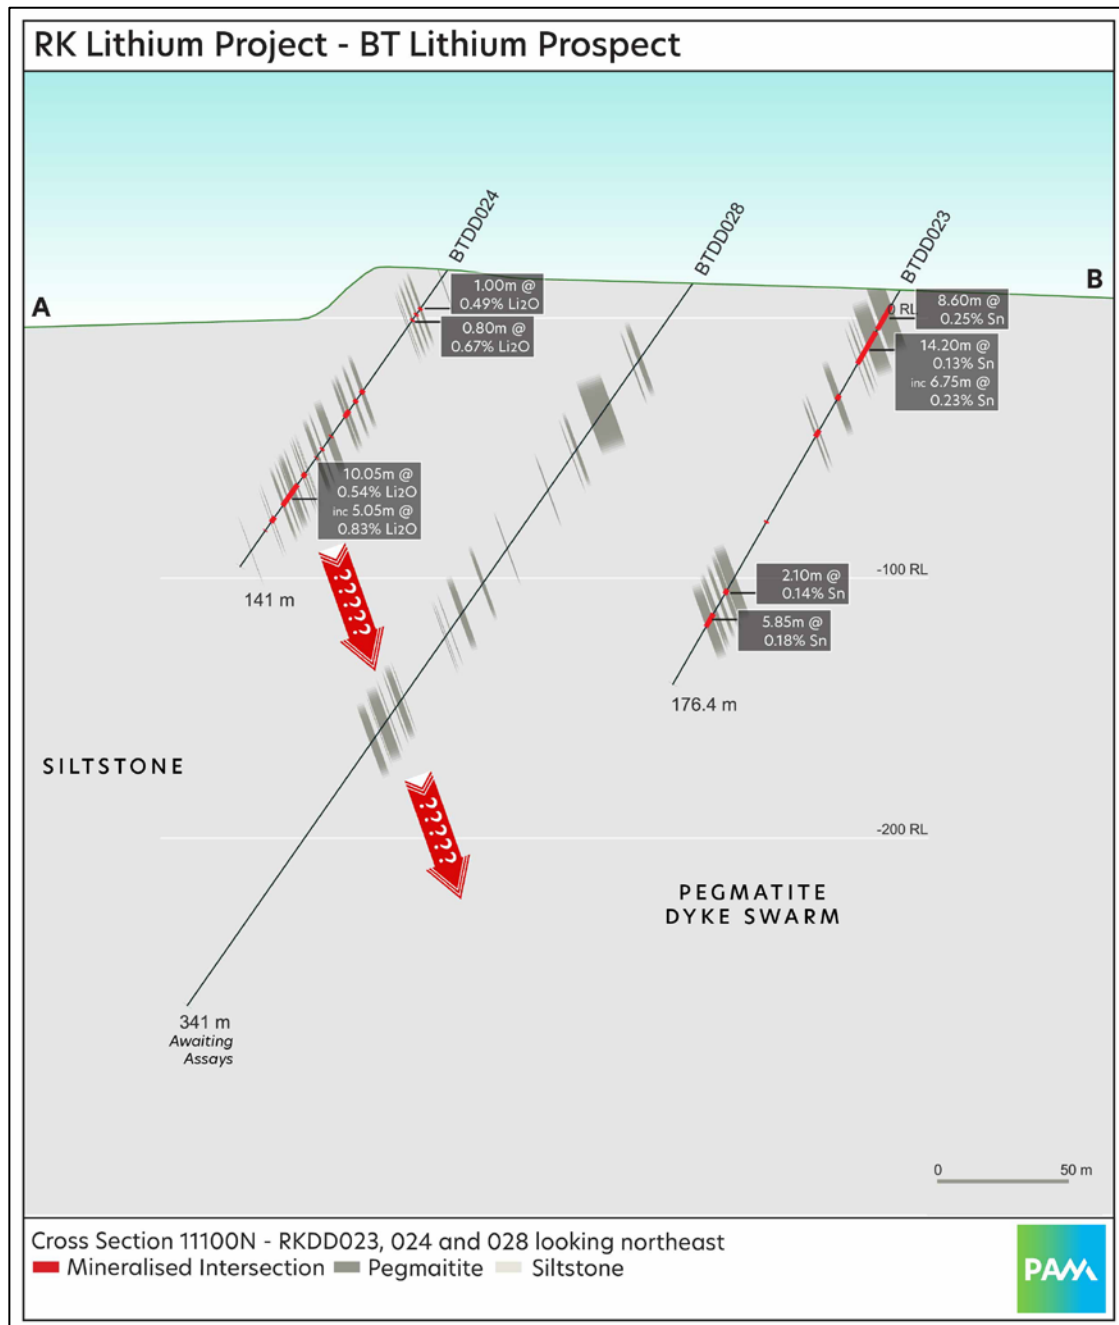 RK Lithium Project - BT Lithium Prospect
BTDD024
BTDD028
BTDD023
A
B
1.00m @
0.49% Li2O
0.80m @
0.67% Li2O
0 RL
8.60m @
0.25% Sn
14.20m @
0.13% Sn
inc 6.75m @
0.23% Sn
10.05m @
0.54% Li2O
inc 5.05m @
0.83% Li2O
?????
141 m
-100 RL
2.10m @
0.14% Sn
5.85m @
0.18% Sn
176.4 m
SILTSTONE
?????
-200 RL
PEGMATITE
DYKE SWARM
341 m
Awaiting
Assays
0 50 m
Cross Section 11100N - RKDD023, 024 and 028 looking northeast
Mineralised Intersection Pegmaitite Siltstone
PAM